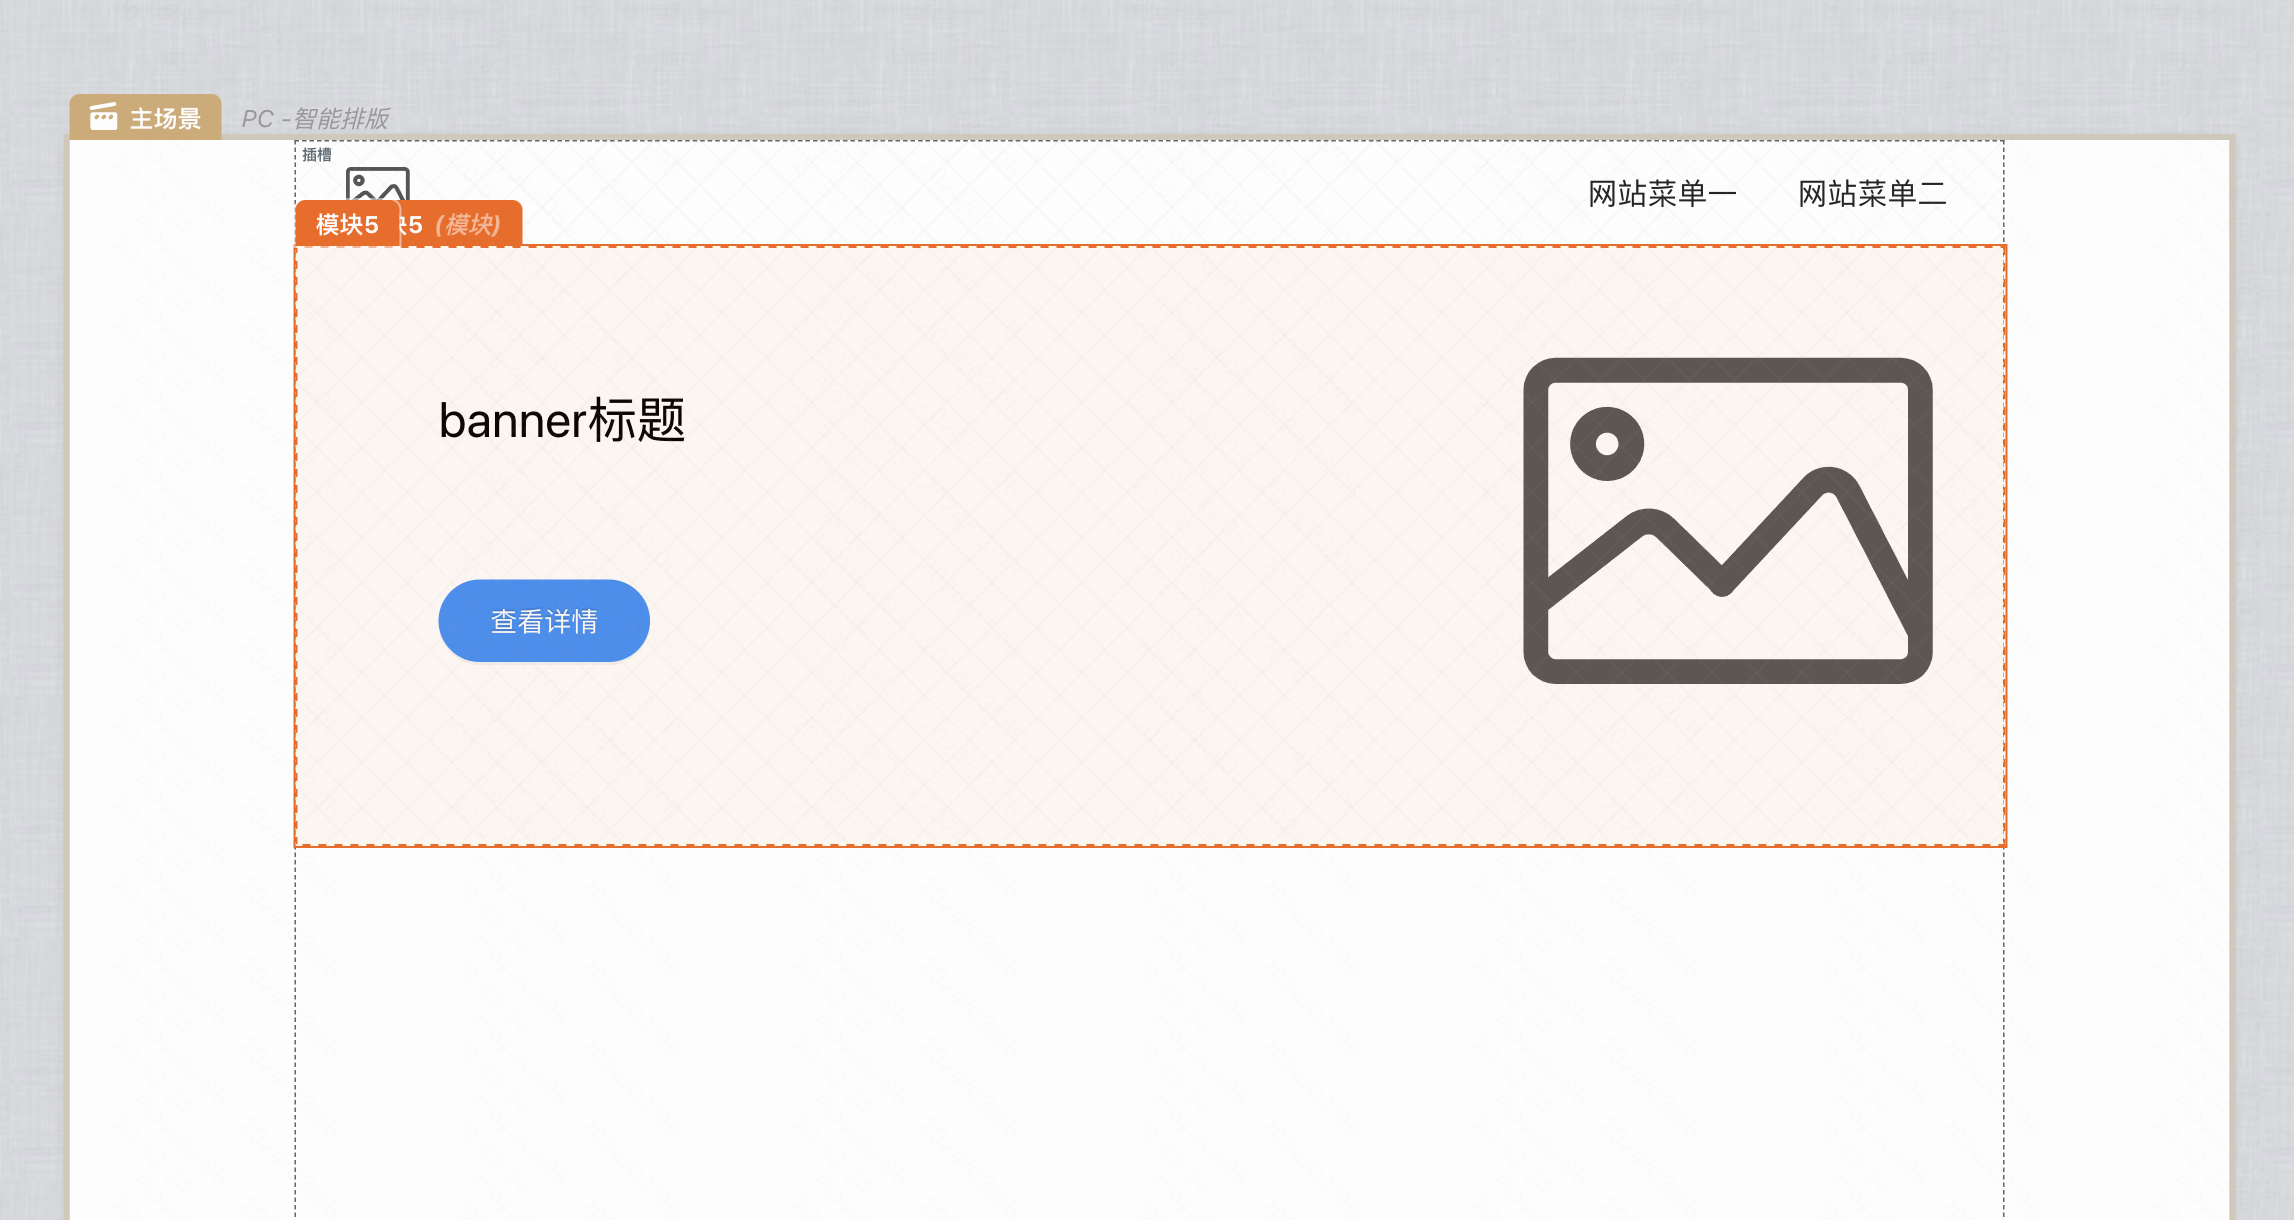 主场景 PC -智能排版
插槽
网站菜单一 网站菜单二
模块5 块5 (模块)
banner标题
查看详情